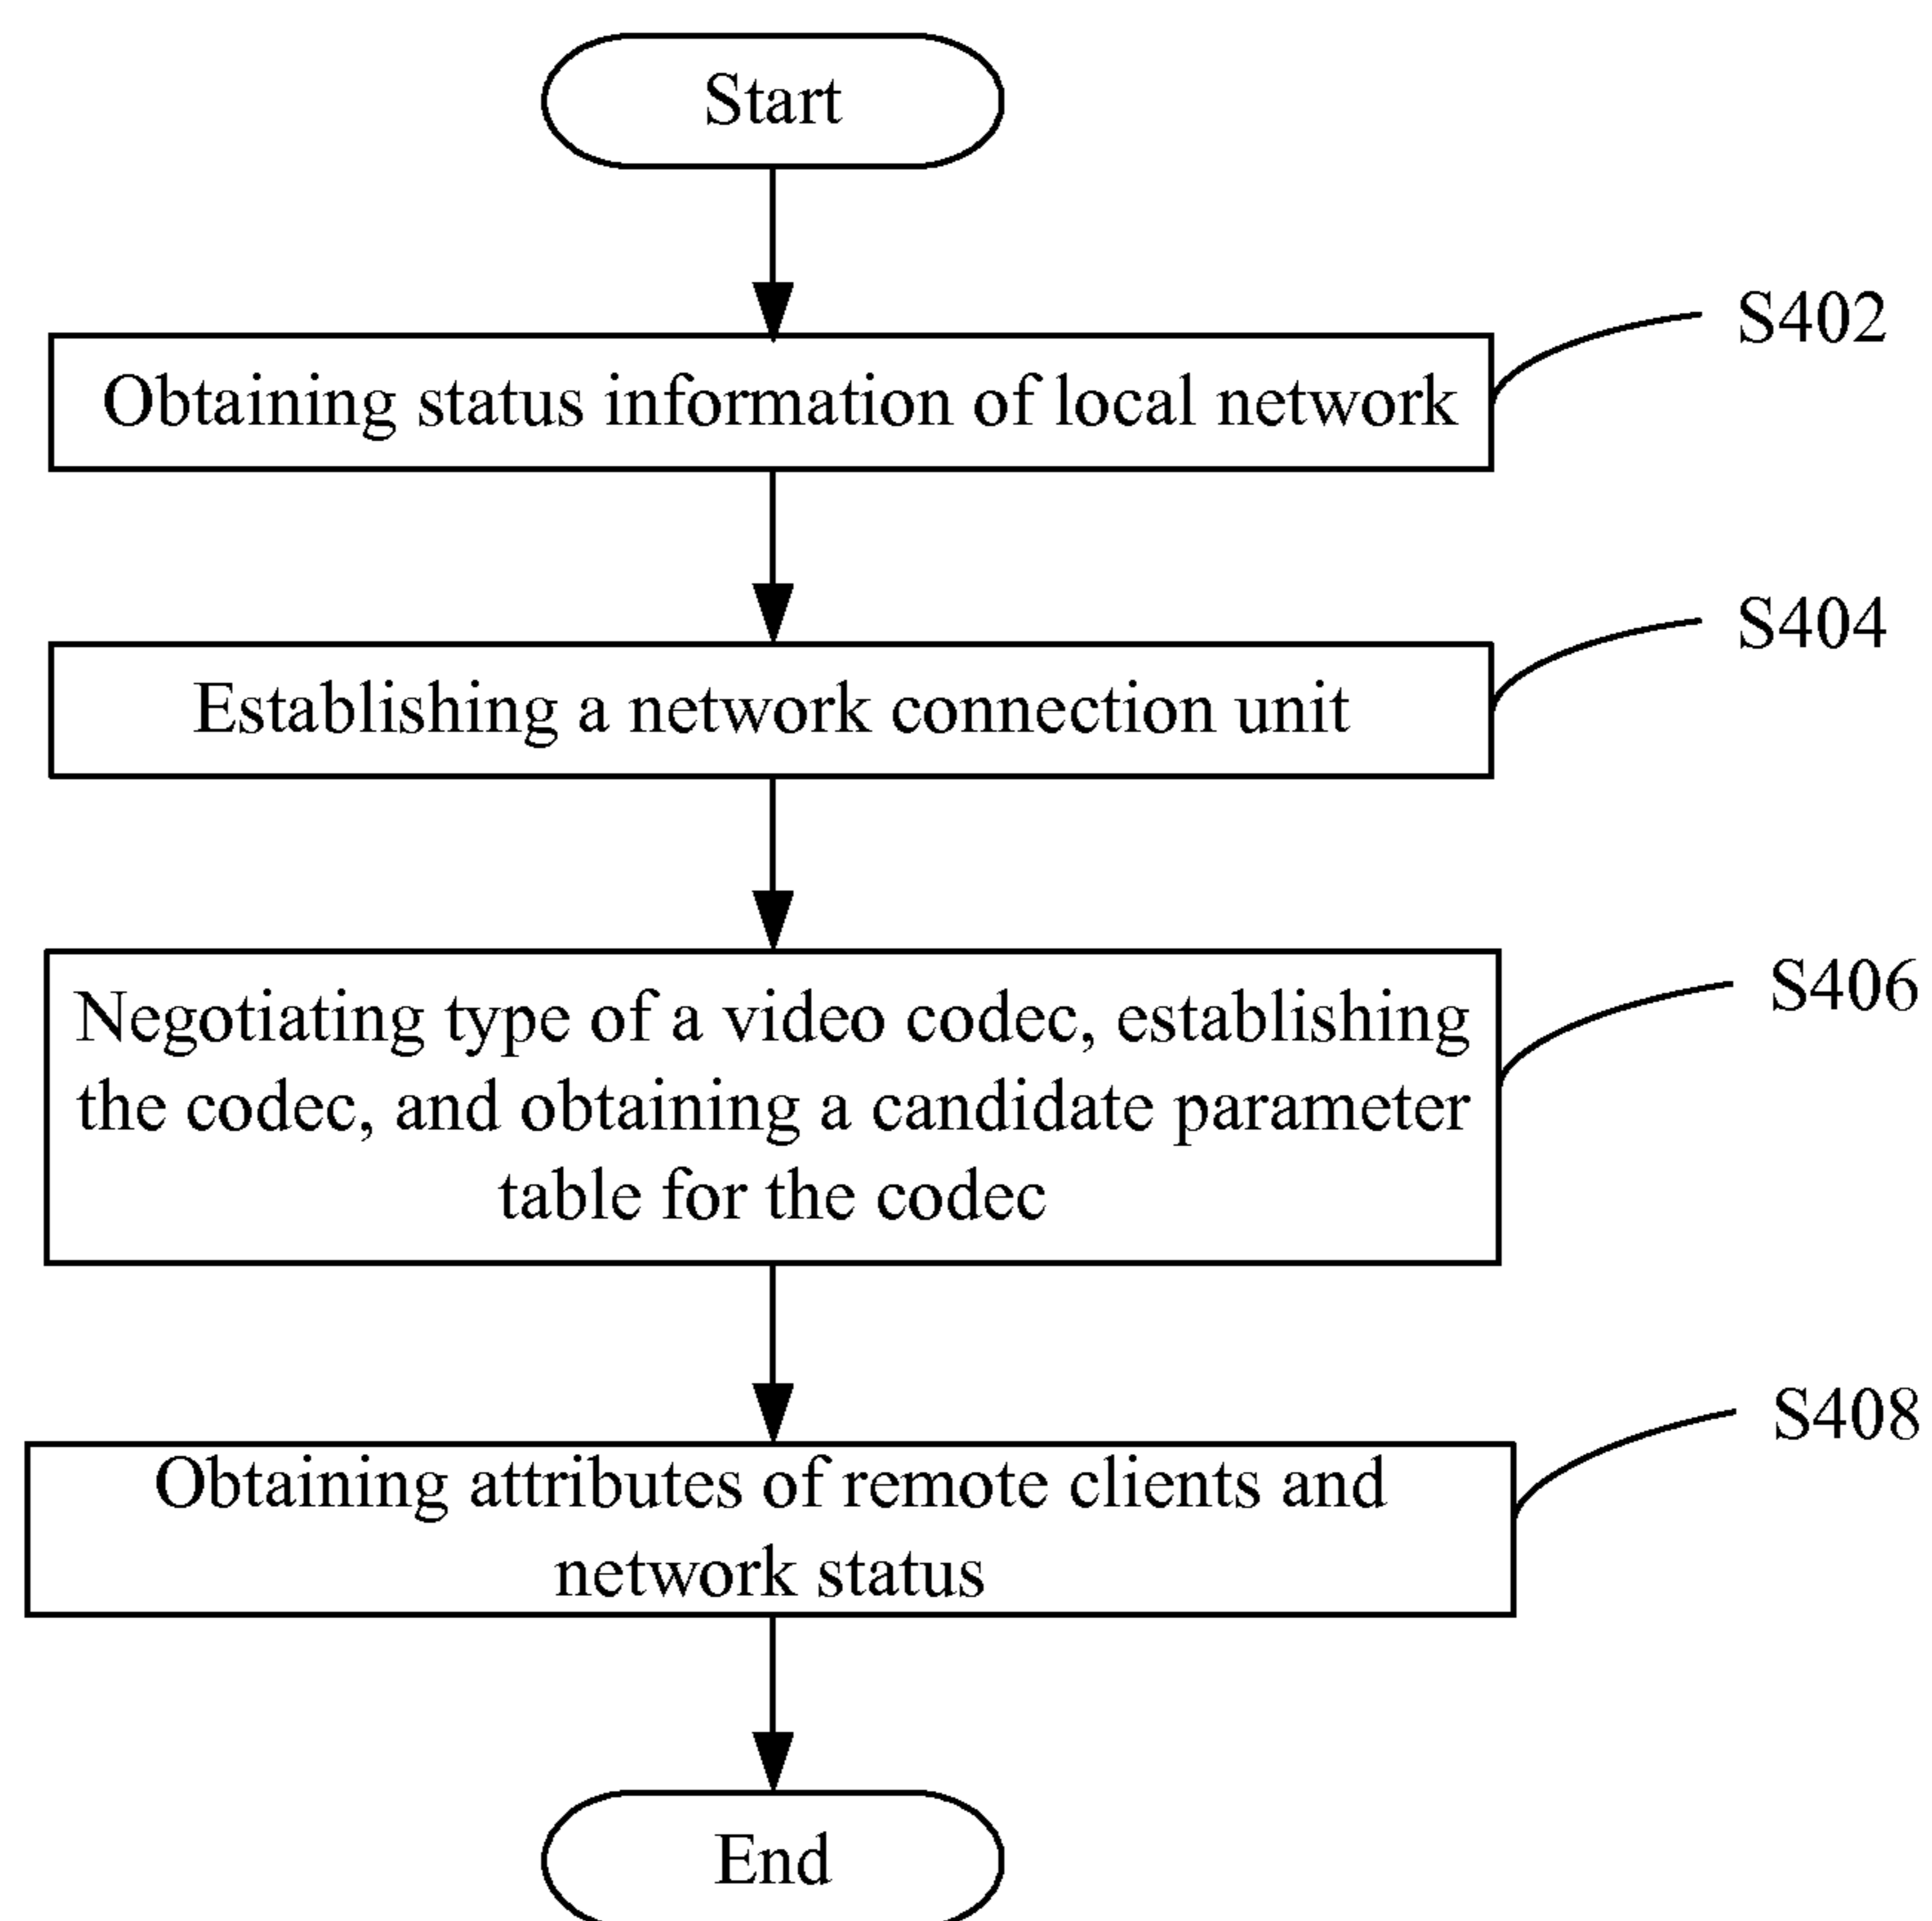 Start
S402
Obtaining status information of local network
S404
Establishing a network connection unit
S406
Negotiating type of a video codec, establishing
the codec, and obtaining a candidate parameter
table for the codec
S408
Obtaining attributes of remote clients and
network status
End